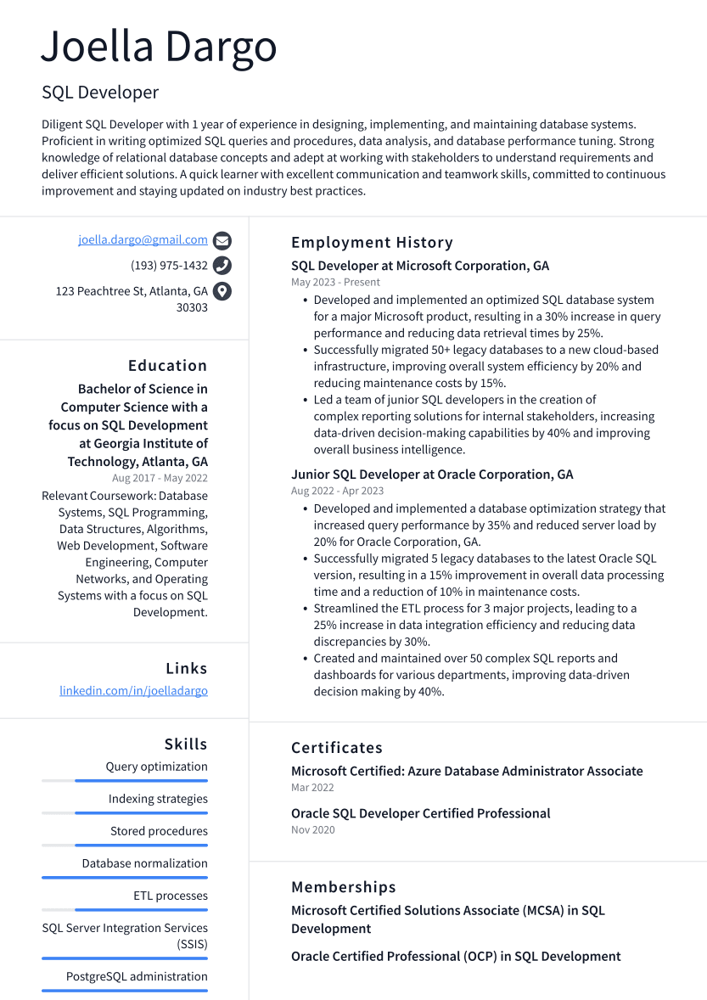 Joella Dargo
SQL Developer
Diligent SQL Developer with 1 year of experience in designing, implementing, and maintaining database systems.
Proficient in writing optimized SQL queries and procedures, data analysis, and database performance tuning. Strong
knowledge of relational database concepts and adept at working with stakeholders to understand requirements and
deliver efficient solutions. A quick learner with excellent communication and teamwork skills, committed to continuous
improvement and staying updated on industry best practices.
joella.dargo@gmail.com
(193) 975-1432
123 Peachtree St, Atlanta, GA
30303
Education
Bachelor of Science in
Computer Science with a
focus on SQL Development
at Georgia Institute of
Technology, Atlanta, GA
Aug 2017 - May 2022
Relevant Coursework: Database
Systems, SQL Programming,
Data Structures, Algorithms,
Web Development, Software
Engineering, Computer
Networks, and Operating
Systems with a focus on SQL
Development.
Links
linkedin.com/in/joelladargo
Skills
Query optimization
Indexing strategies
Stored procedures
Database normalization
ETL processes
SQL Server Integration Services
(SSIS)
PostgreSQL administration
Employment History
SQL Developer at Microsoft Corporation, GA
May 2023 - Present
• Developed and implemented an optimized SQL database system
for a major Microsoft product, resulting in a 30% increase in query
performance and reducing data retrieval times by 25%.
• Successfully migrated 50+ legacy databases to a new cloud-based
infrastructure, improving overall system efficiency by 20% and
reducing maintenance costs by 15%.
• Led a team of junior SQL developers in the creation of
complex reporting solutions for internal stakeholders, increasing
data-driven decision-making capabilities by 40% and improving
overall business intelligence.
Junior SQL Developer at Oracle Corporation, GA
Aug 2022 - Apr 2023
• Developed and implemented a database optimization strategy that
increased query performance by 35% and reduced server load by
20% for Oracle Corporation, GA.
• Successfully migrated 5 legacy databases to the latest Oracle SQL
version, resulting in a 15% improvement in overall data processing
time and a reduction of 10% in maintenance costs.
• Streamlined the ETL process for 3 major projects, leading to a
25% increase in data integration efficiency and reducing data
discrepancies by 30%.
• Created and maintained over 50 complex SQL reports and
dashboards for various departments, improving data-driven
decision making by 40%.
Certificates
Microsoft Certified: Azure Database Administrator Associate
Mar 2022
Oracle SQL Developer Certified Professional
Nov 2020
Memberships
Microsoft Certified Solutions Associate (MCSA) in SQL
Development
Oracle Certified Professional (OCP) in SQL Development